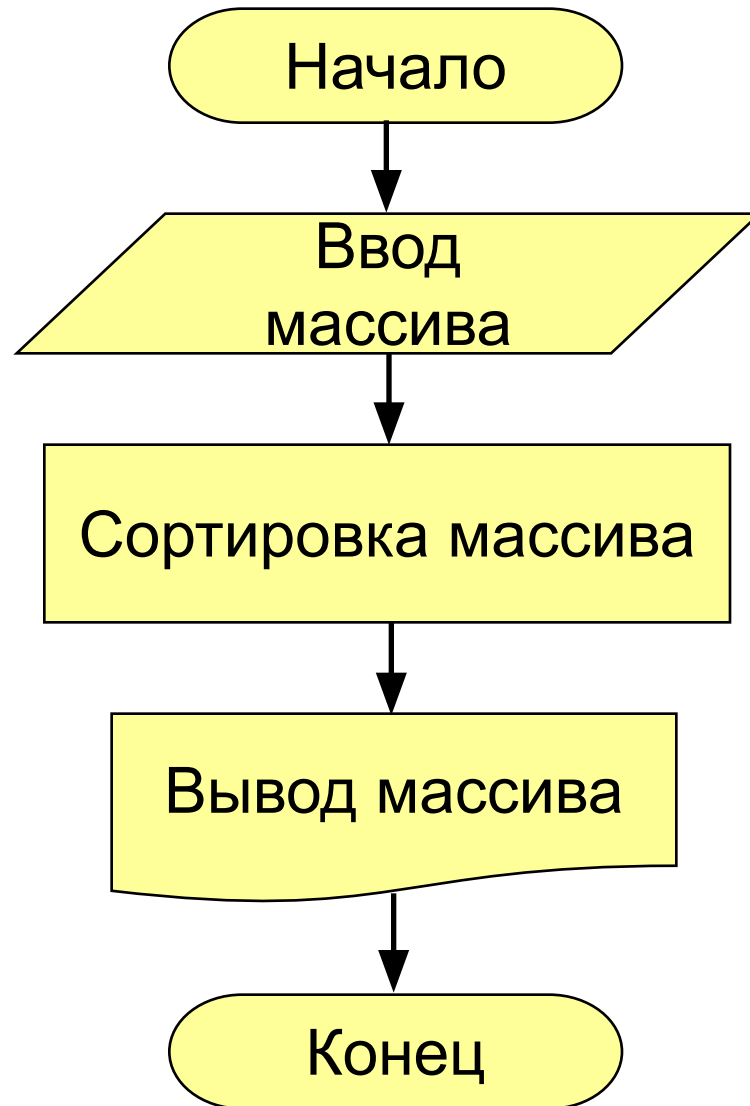 Начало
Ввод
массива
Сортировка массива
Вывод массива
Конец